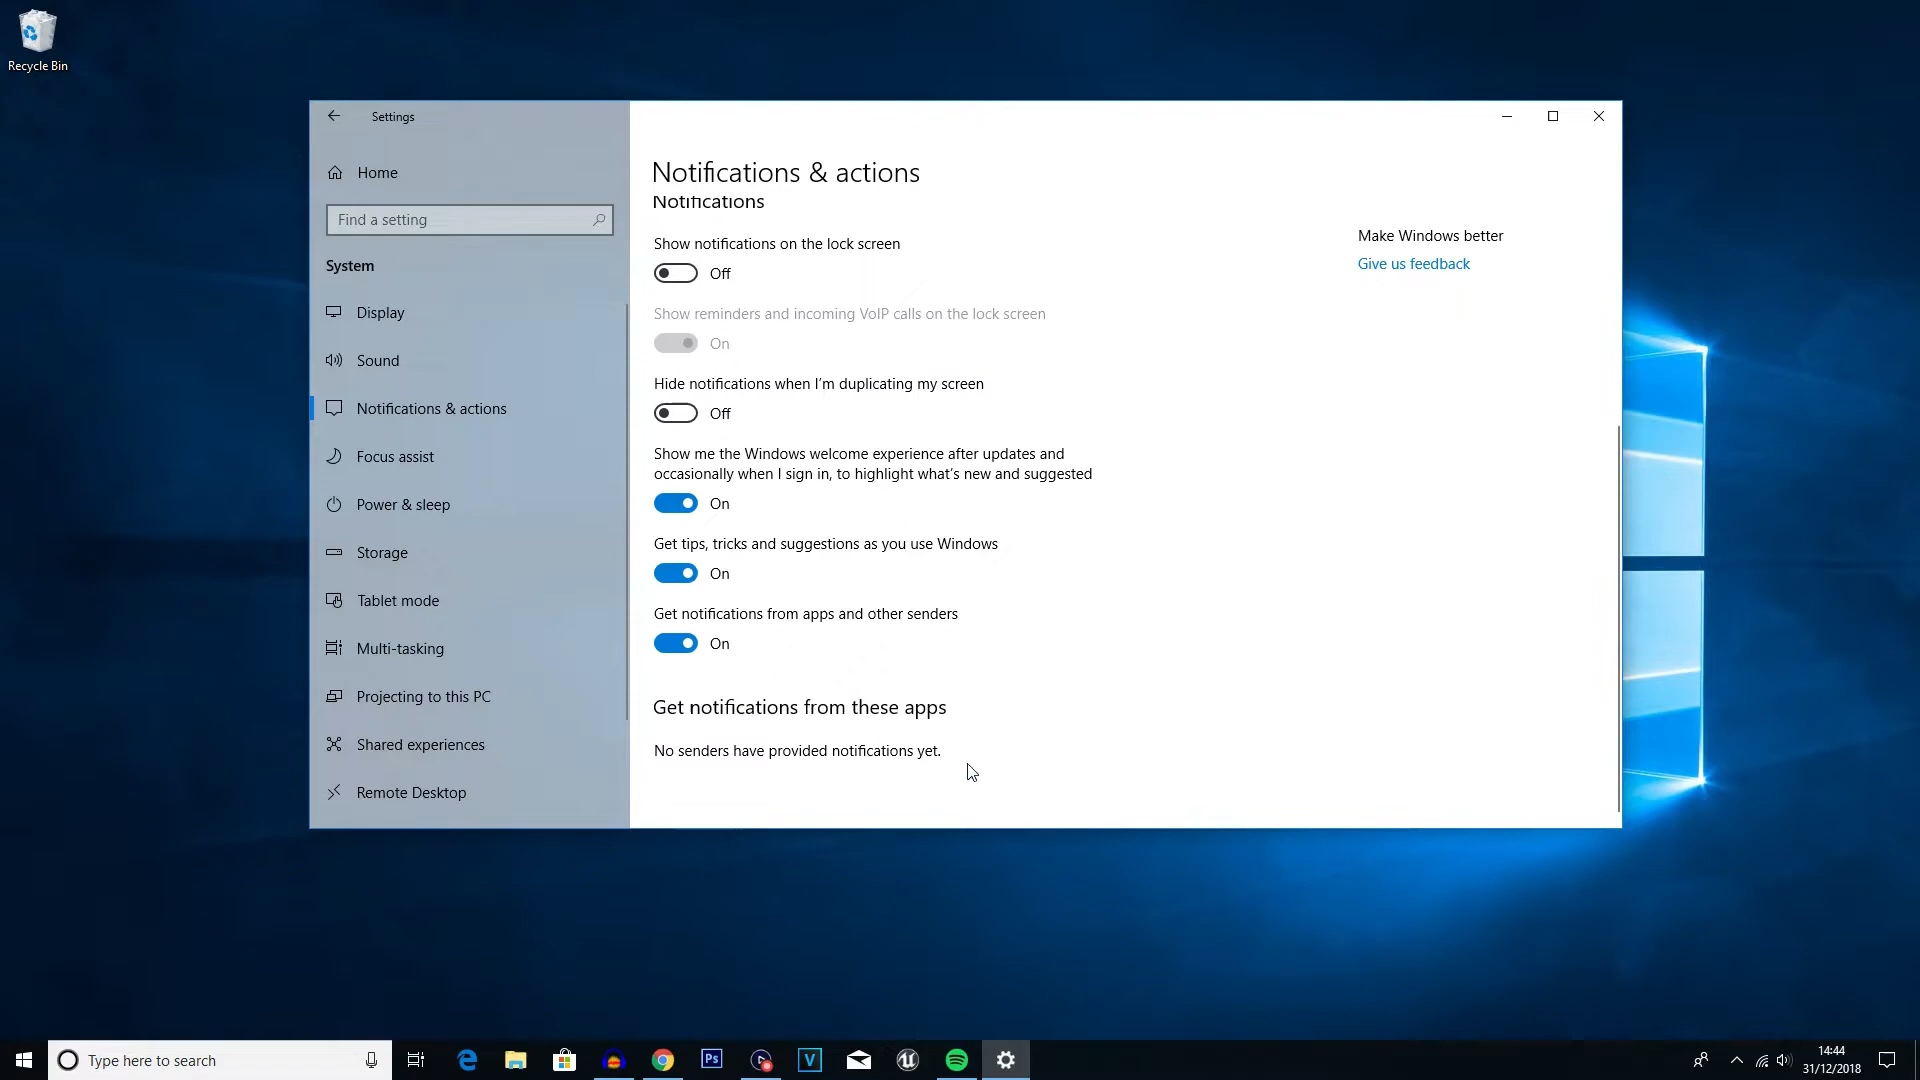 Recycle Bin
Settings
Home
Find a setting
System
Display
Sound
Notifications & actions
Focus assist
Power & sleep
Storage
Tablet mode
Multi-tasking
Projecting to this PC
Shared experiences
Remote Desktop
Notifications & actions
Notifications
Show notifications on the lock screen
Off
Show reminders and incoming VoIP calls on the lock screen
On
Hide notifications when I’m duplicating my screen
Off
Show me the Windows welcome experience after updates and
occasionally when I sign in, to highlight what’s new and suggested
On
Get tips, tricks and suggestions as you use Windows
On
Get notifications from apps and other senders
On
Get notifications from these apps
No senders have provided notifications yet.
Make Windows better
Give us feedback
Type here to search
Ps
V
14:44
31/12/2018